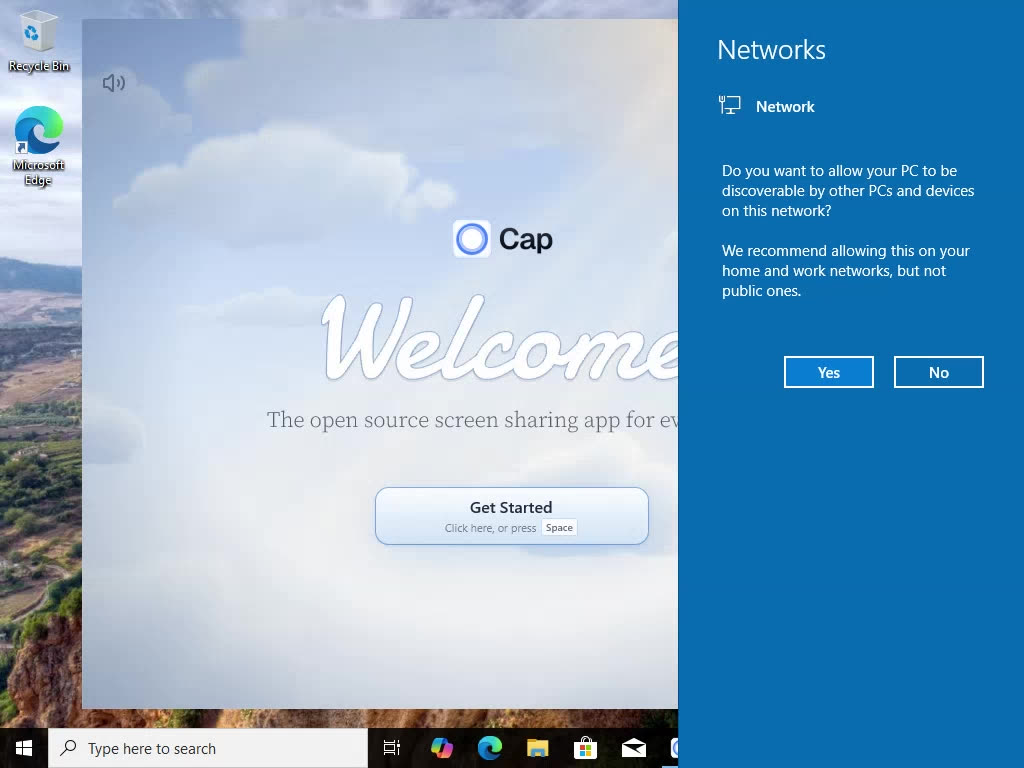 Recycle Bin
Microsoft
Edge
Cap
Welcome
The open source screen sharing app for
Get Started
Click here, or press Space
Networks
Network
Do you want to allow your PC to be
discoverable by other PCs and devices
on this network?
We recommend allowing this on your
home and work networks, but not
public ones.
Yes
No
Type here to search